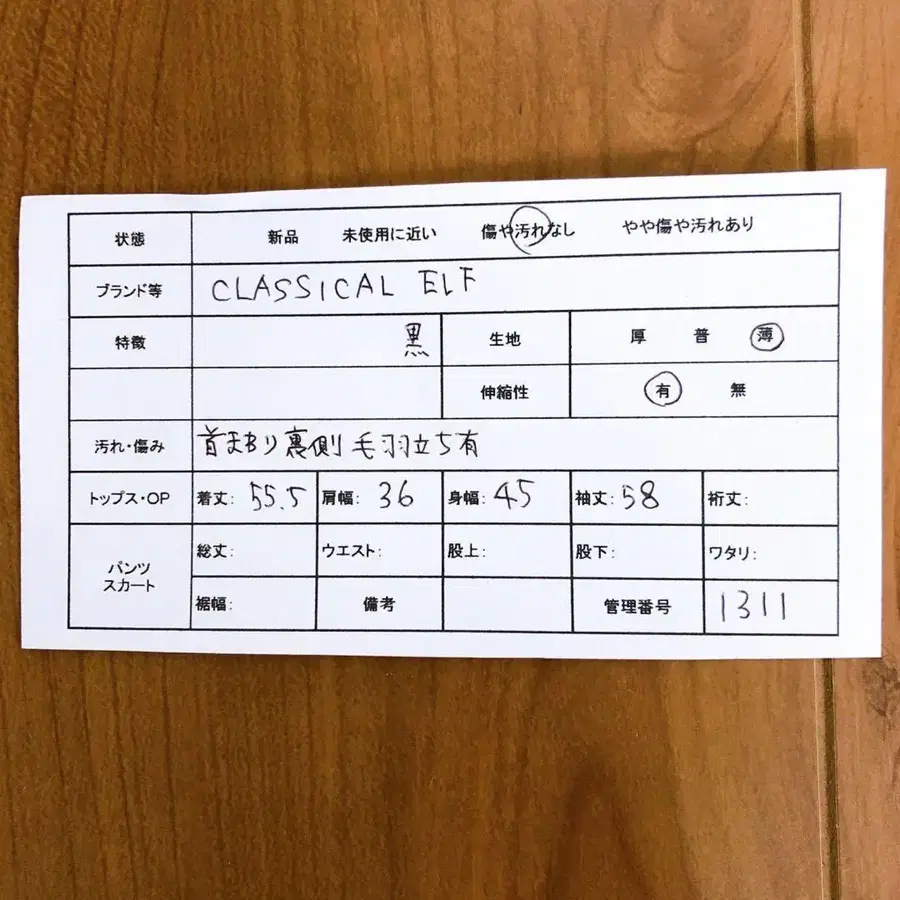 状態 新品 未使用に近い 傷や汚れなし やや傷や汚れあり
ブランド等 CLASSICAL ELF
特徴 黒 生地 厚 普 薄
伸縮性 有 無
汚れ・傷み 首まわり裏側毛羽立ち有
トップス・OP 着丈: 55.5 肩幅: 36 身幅: 45 袖丈: 58 裄丈:
パンツ スカート 総丈: ウエスト: 股上: 股下: ワタリ:
裾幅: 備考 管理番号 1311